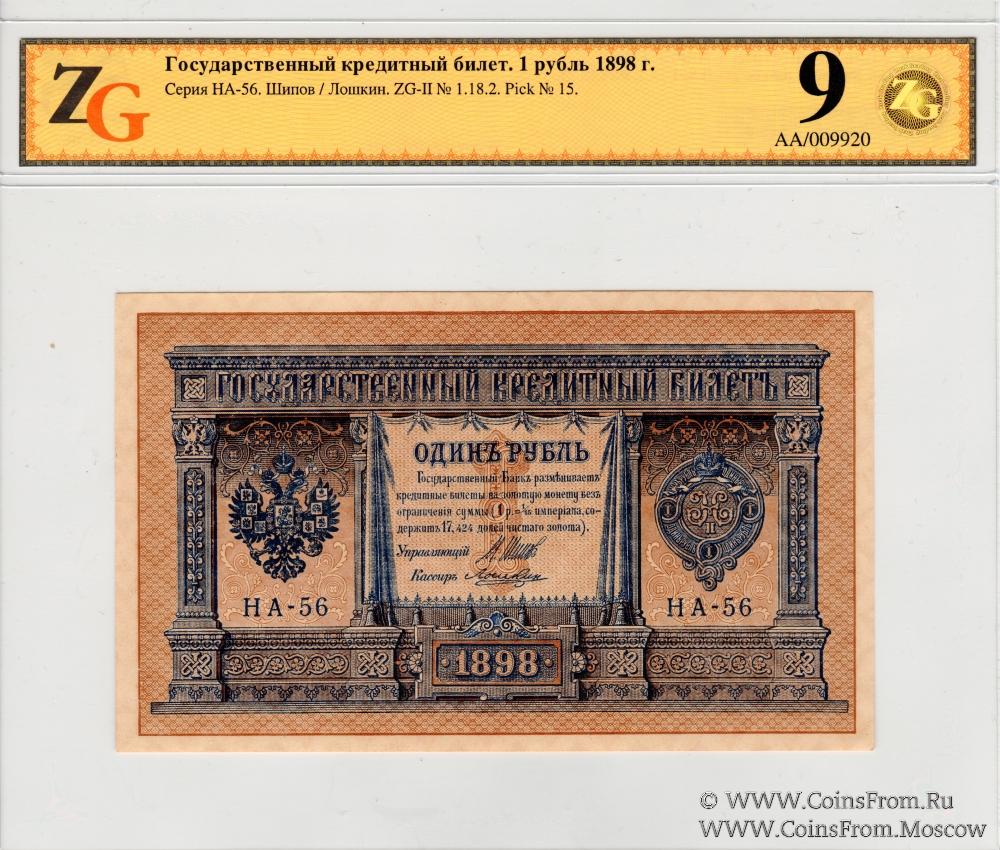 ZG
Государственный кредитный билет. 1 рубль 1898 г.
Серия НА-56. Шипов / Лошкин. ZG-II № 1.18.2. Pick № 15.
9
AA/009920
ZG
ГОСУДАРСТВЕННЫЙ КРЕДИТНЫЙ БИЛЕТЪ
ОДИНЪ РУБЛЬ
Государственный Банкъ размѣниваетъ
кредитные билеты на золотую монету безъ
ограниченія суммы (1 р.= 1/15 имперіала, со-
держитъ 17,424 долей чистаго золота).
Управляющій
Кассиръ Лошкинъ
НА-56
НА-56
1898
© WWW.CoinsFrom.Ru
WWW.CoinsFrom.Moscow